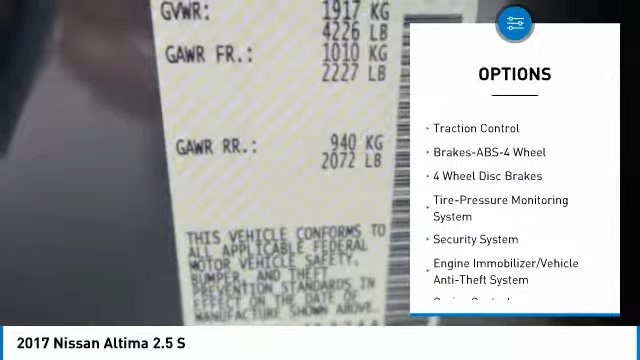 GVWR: 1917 KG
4226 LB
GAWR FR.: 1010 KG
2227 LB
GAWR RR.: 940 KG
2072 LB
THIS VEHICLE CONFORMS TO
ALL APPLICABLE FEDERAL
MOTOR VEHICLE SAFETY,
BUMPER, AND THEFT
PREVENTION STANDARDS IN
EFFECT ON THE DATE OF
MANUFACTURE SHOWN ABOVE.
OPTIONS
Traction Control
Brakes-ABS-4 Wheel
4 Wheel Disc Brakes
Tire-Pressure Monitoring
System
Security System
Engine Immobilizer/Vehicle
Anti-Theft System
2017 Nissan Altima 2.5 S